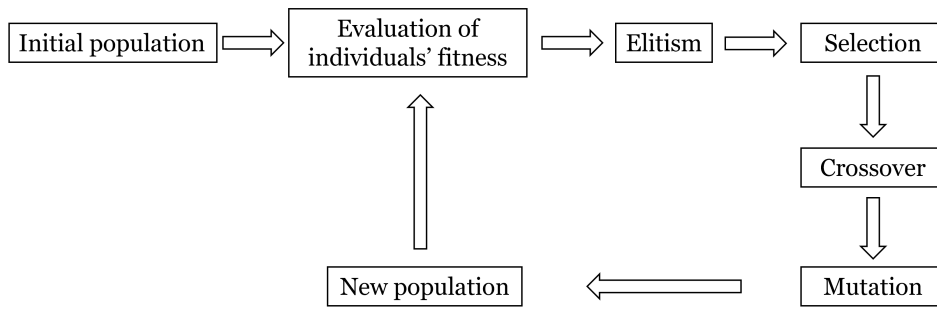 Initial population
Evaluation of
individuals’ fitness
Elitism
Selection
Crossover
Mutation
New population